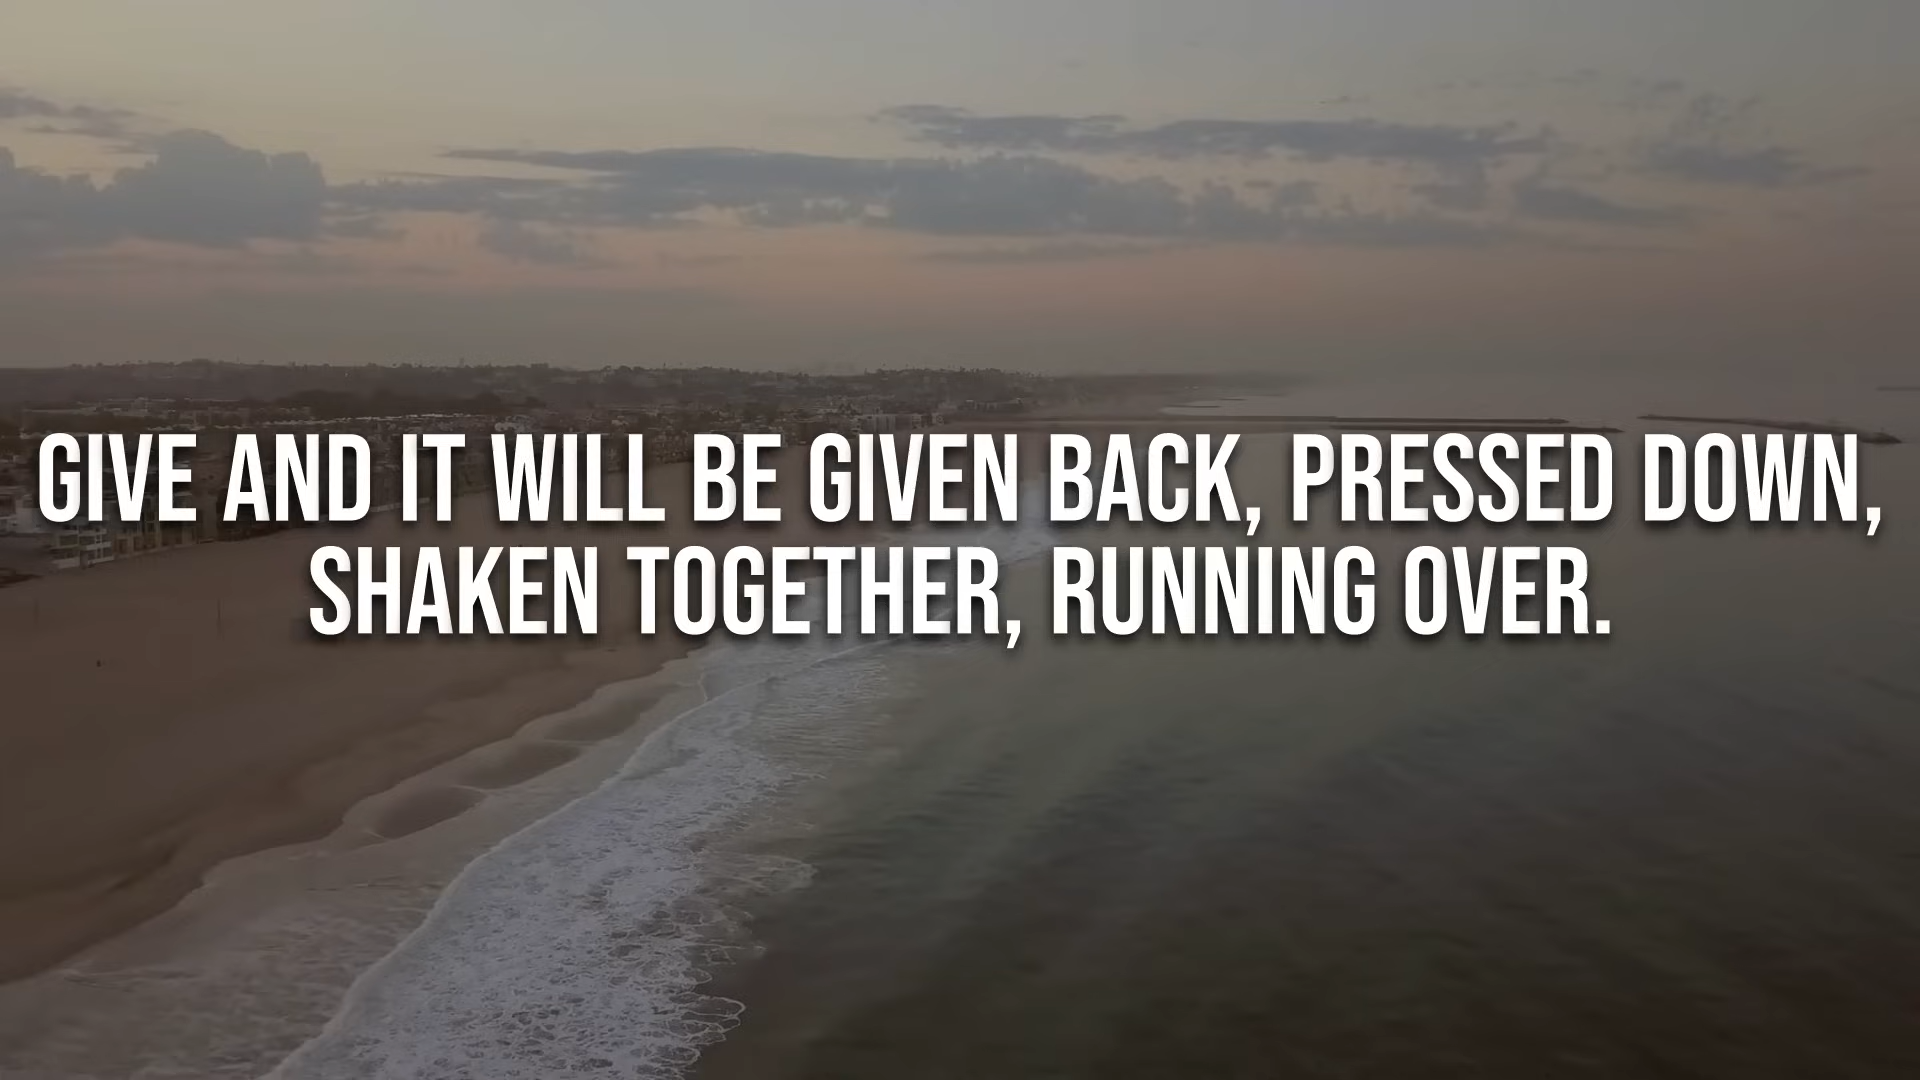 GIVE AND IT WILL BE GIVEN BACK, PRESSED DOWN,
SHAKEN TOGETHER, RUNNING OVER.